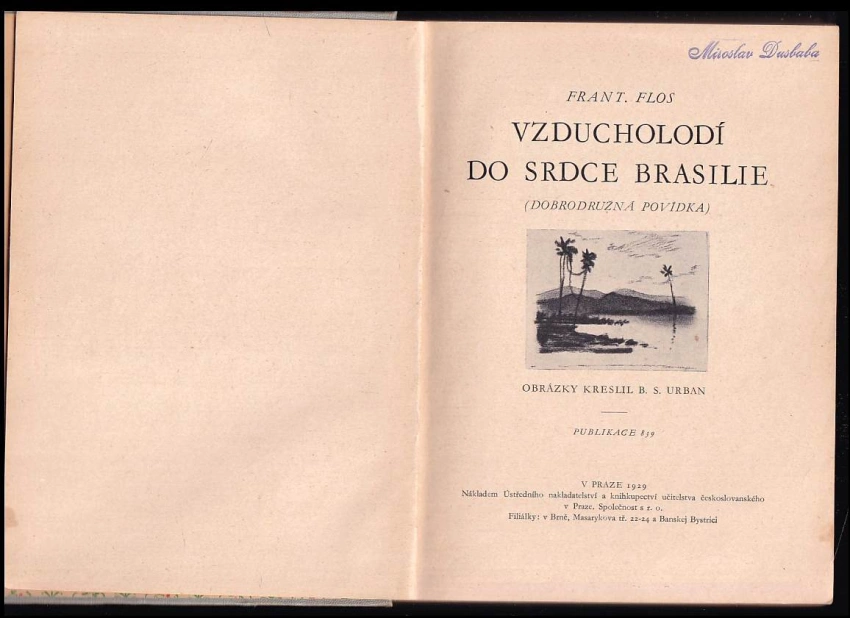 Miroslav Dusbaba
FRANT. FLOS
VZDUCHOLODÍ
DO SRDCE BRASILIE
(DOBRODRUŽNÁ POVÍDKA)
OBRÁZKY KRESLIL B. S. URBAN
PUBLIKACE 859
V PRAZE 1929
Nákladem Ústředního nakladatelství a knihkupectví učitelstva československého
v Praze. Společnost s r. o.
Filiálky: v Brně, Masarykova tř. 22-24 a Banskej Bystrici